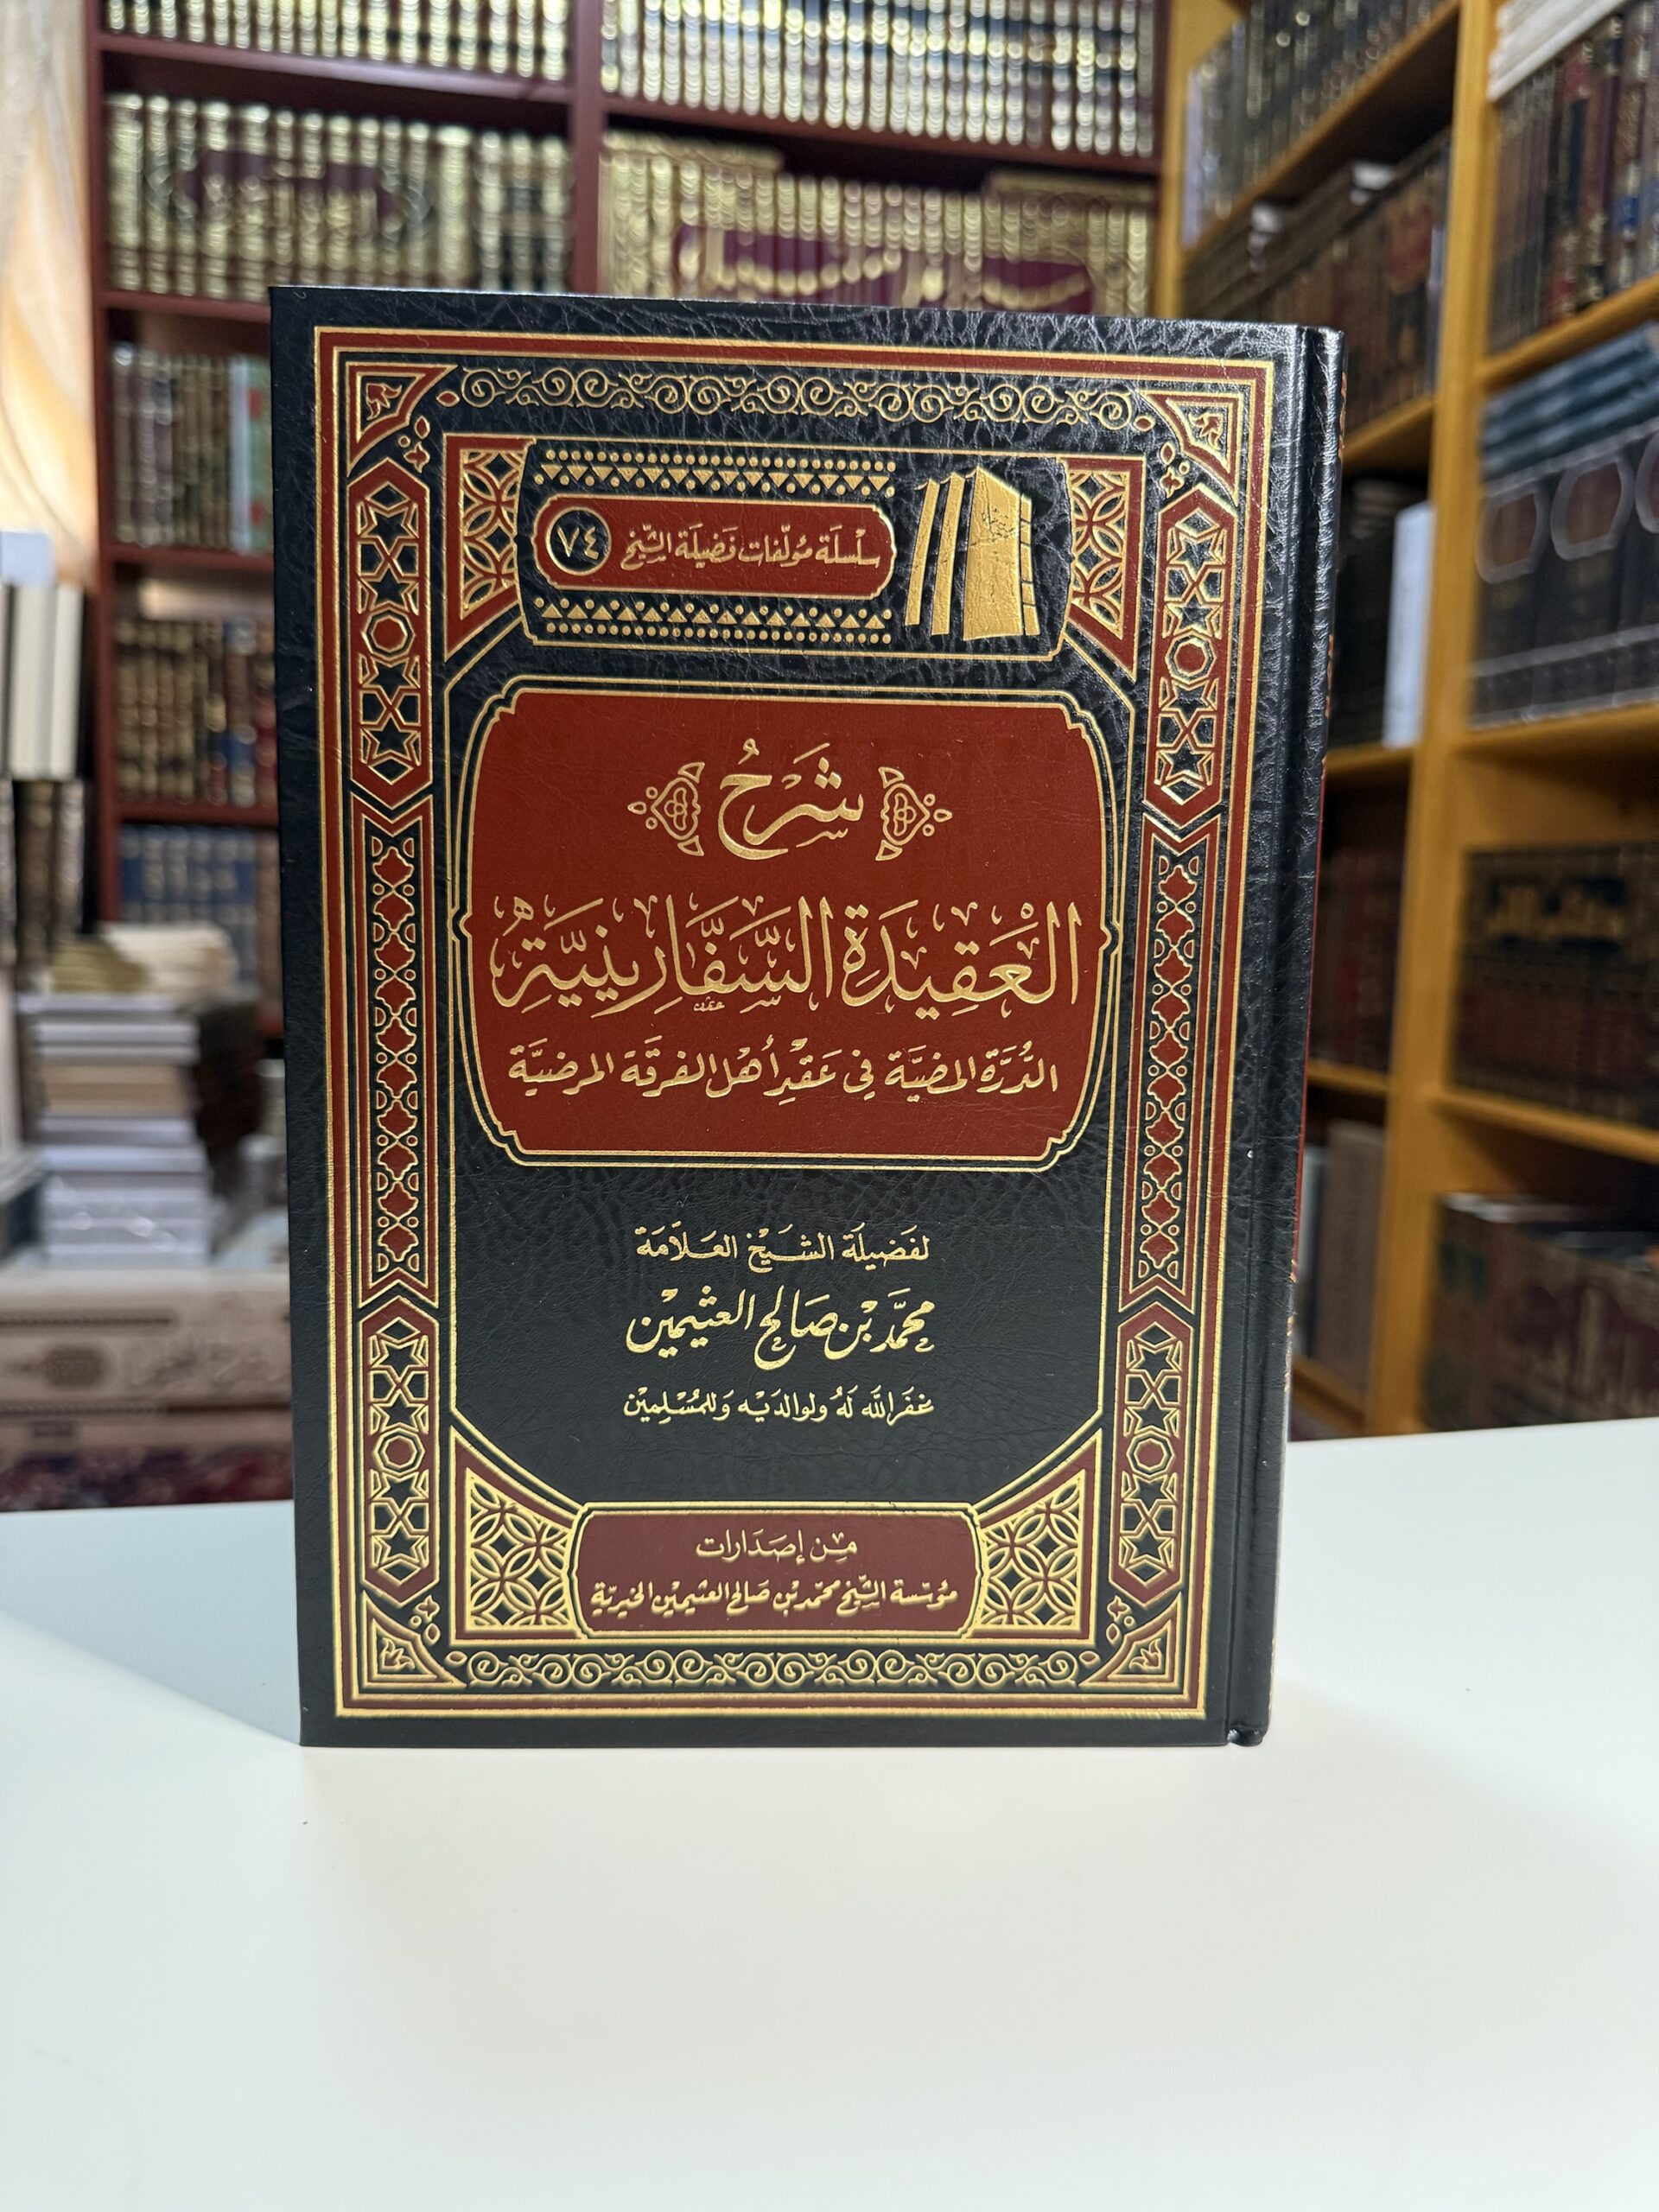 سلسلة مؤلفات فضيلة الشيخ ٧٤
شرح
العقيدة السفارينية
الدرة المضية في عقد أهل الفرقة المرضية
لفضيلة الشيخ العلامة
محمد بن صالح العثيمين
غفر الله له ولوالديه وللمسلمين
من إصدارات
مؤسسة الشيخ محمد بن صالح العثيمين الخيرية